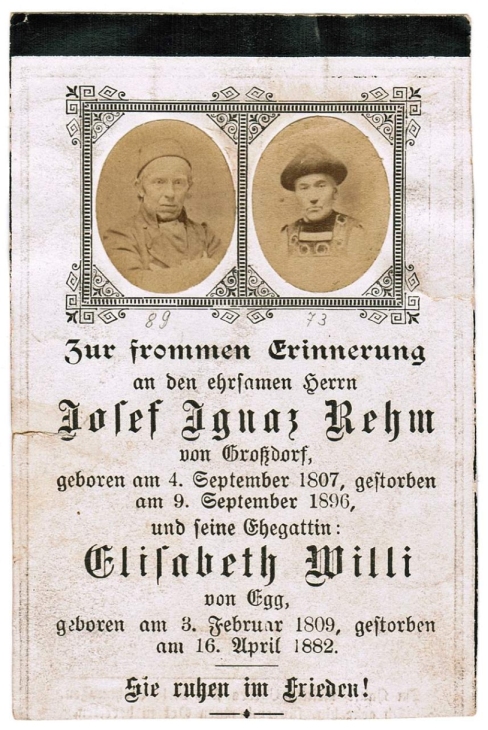 89 73
Zur frommen Erinnerung
an den ehrsamen Herrn
Josef Ignaz Rehm
von Großdorf,
geboren am 4. September 1807, gestorben
am 9. September 1896,
und seine Ehegattin:
Elisabeth Willi
von Egg,
geboren am 3. Februar 1809, gestorben
am 16. April 1882.
Sie ruhen im Frieden!